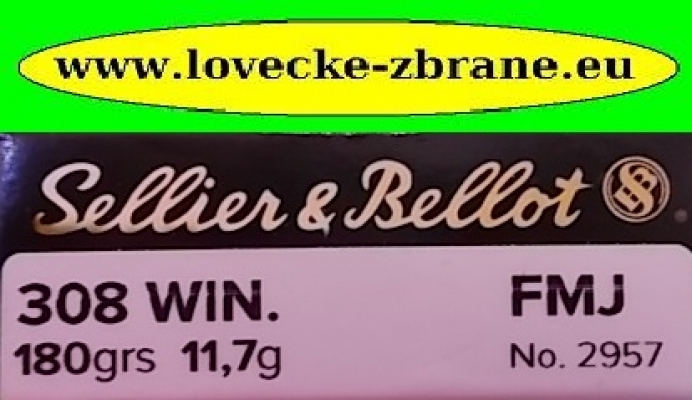 www.lovecke-zbrane.eu
Sellier & Bellot
308 WIN. FMJ
180grs 11,7g No. 2957